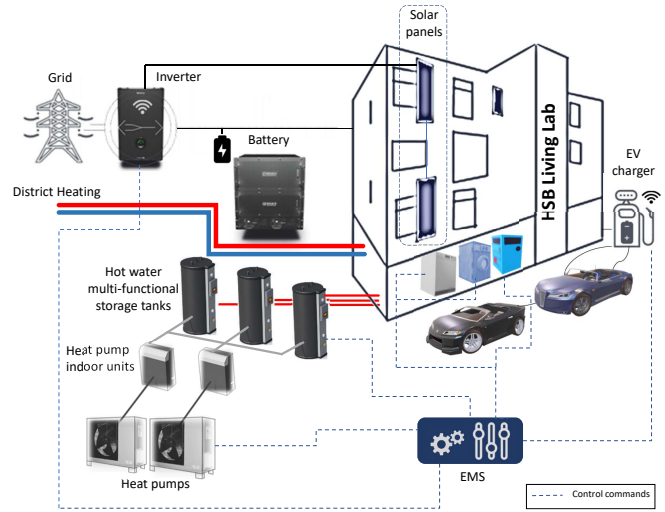 Solar
panels
Grid
Inverter
Battery
HSB Living Lab
EV
charger
District Heating
Hot water
multi-functional
storage tanks
Heat pump
indoor units
Heat pumps
EMS
Control commands